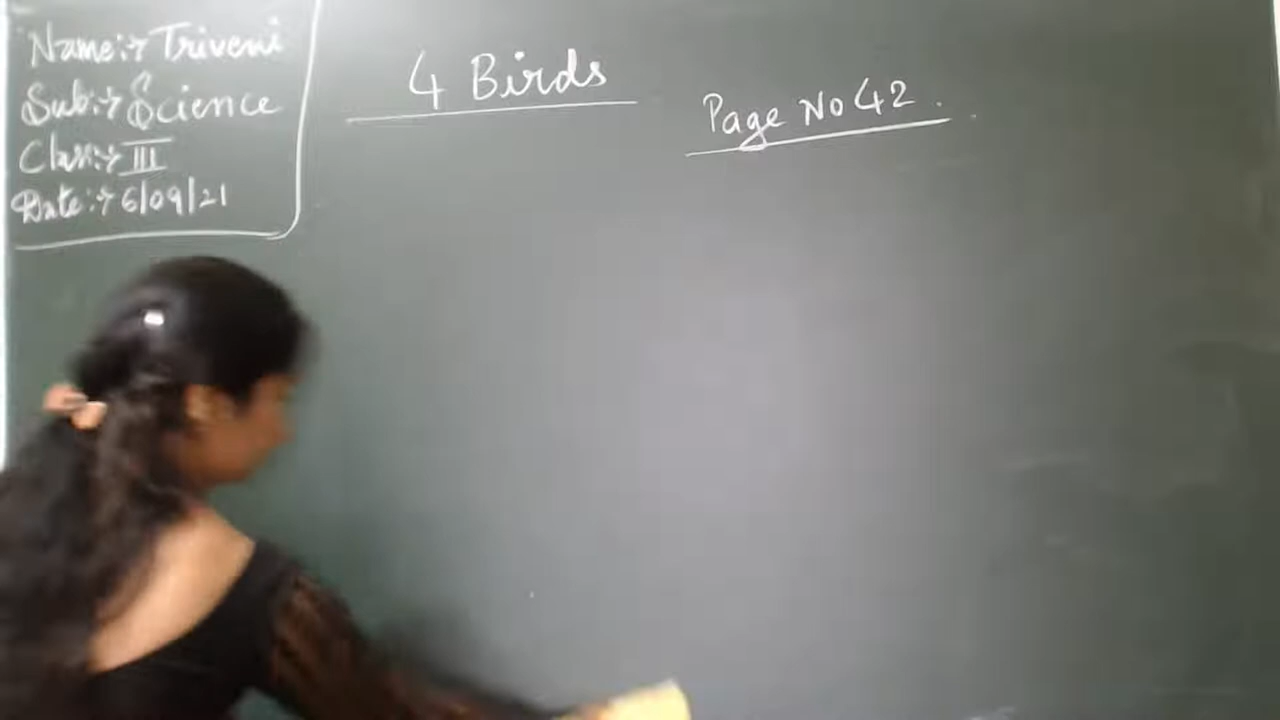 Name:→ Triveni
Sub:→ Science
Class:→ III
Date:→ 6/09/21
4 Birds
Page No 42.